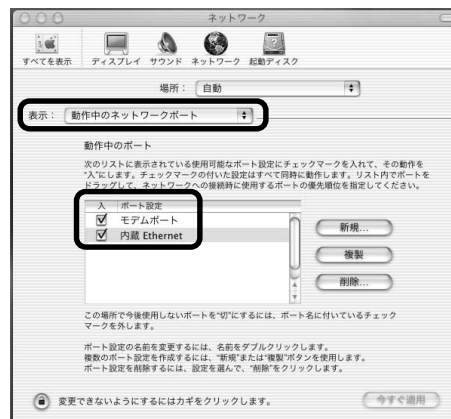 ネットワーク
すべてを表示 ディスプレイ サウンド ネットワーク 起動ディスク
場所： 自動
表示： 動作中のネットワークポート
動作中のポート
次のリストに表示されている使用可能なポート設定にチェックマークを入れて、その動作を
“入”にします。チェックマークの付いた設定はすべて同時に動作します。リスト内でポートを
ドラッグして、ネットワークへの接続時に使用するポートの優先順位を指定してください。
入 ポート設定
モデムポート
内蔵 Ethernet
新規...
複製
削除...
この場所で今後使用しないポートを“切”にするには、ポート名に付いているチェック
マークを外します。
ポート設定の名前を変更するには、名前をダブルクリックします。
複数のポート設定を作成するには、“新規”または“複製”ボタンを使用します。
ポート設定を削除するには、設定を選んで、“削除”をクリックします。
変更できないようにするにはカギをクリックします。
今すぐ適用